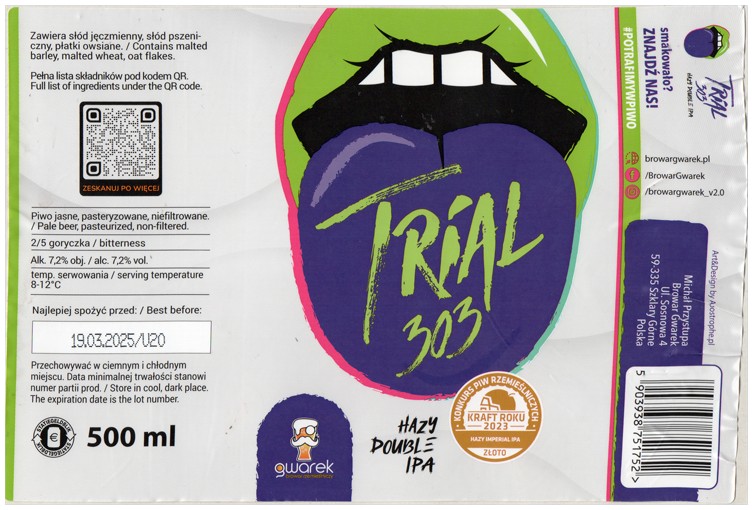 Zawiera słód jęczmienny, słód pszeni-
czny, płatki owsiane. / Contains malted
barley, malted wheat, oat flakes.
Pełna lista składników pod kodem QR.
Full list of ingredients under the QR code.
ZESKANUJ PO WIĘCEJ
Piwo jasne, pasteryzowane, niefiltrowane.
/ Pale beer, pasteurized, non-filtered.
2/5 goryczka / bitterness
Alk. 7,2% obj. / alc. 7,2% vol.
temp. serwowania / serving temperature
8-12°C
Najlepiej spożyć przed: / Best before:
19.03.2025/U20
Przechowywać w ciemnym i chłodnym
miejscu. Data minimalnej trwałości stanowi
numer partii prod. / Store in cool, dark place.
The expiration date is the lot number.
500 ml
TRIAL
303
gwarek
HAZY
DOUBLE
IPA
KONKURS PIW RZEMIEŚLNICZYCH
KRAFT ROKU
2023
HAZY IMPERIAL IPA
ZŁOTO
smakowało?
ZNAJDŹ NAS!
#POTRAFIMYWPIWO
TRIAL
303
HAZY DOUBLE IPA
browargwarek.pl
/BrowarGwarek
/browargwarek_v2.0
Art&Design by Axostrophe.pl
Michał Przystupa
Browar Gwarek
Ul. Sosnowa 4
59-335 Szklary Górne
Polska
5 903938 751752 >